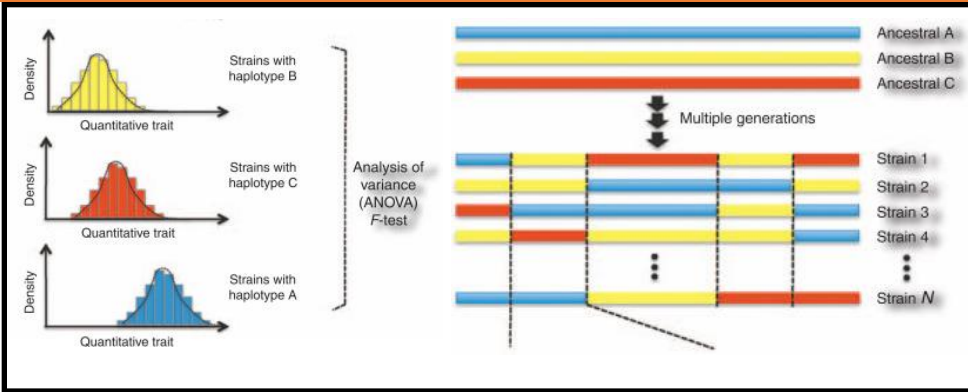 Density
Strains with
haplotype B
Quantitative trait
Density
Strains with
haplotype C
Quantitative trait
Density
Strains with
haplotype A
Quantitative trait
Analysis of
variance
(ANOVA)
F-test
Ancestral A
Ancestral B
Ancestral C
Multiple generations
Strain 1
Strain 2
Strain 3
Strain 4
Strain N